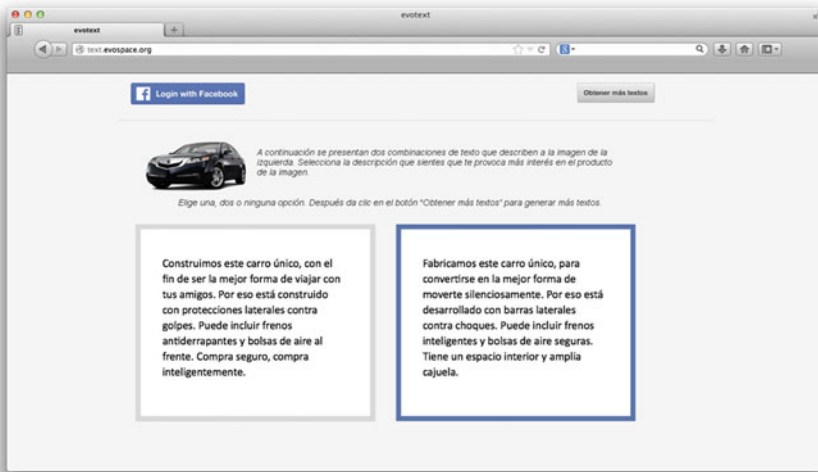 evotext
evotext
text.evospace.org
Login with Facebook
Obtener más textos
A continuación se presentan dos combinaciones de texto que describen a la imagen de la
izquierda. Selecciona la descripción que sientes que te provoca más interés en el producto
de la imagen.
Elige una, dos o ninguna opción. Después da clic en el botón "Obtener más textos" para generar más textos.
Construimos este carro único, con el
fin de ser la mejor forma de viajar con
tus amigos. Por eso está construido
con protecciones laterales contra
golpes. Puede incluir frenos
antiderrapantes y bolsas de aire al
frente. Compra seguro, compra
inteligentemente.
Fabricamos este carro único, para
convertirse en la mejor forma de
moverte silenciosamente. Por eso está
desarrollado con barras laterales
contra choques. Puede incluir frenos
inteligentes y bolsas de aire seguras.
Tiene un espacio interior y amplia
cajuela.